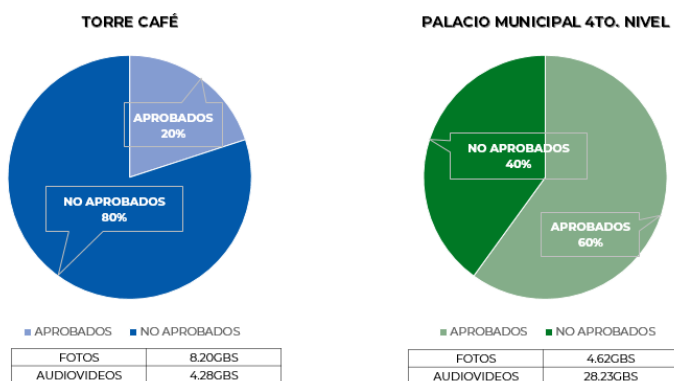 TORRE CAFÉ
APROBADOS
20%
NO APROBADOS
80%
APROBADOS NO APROBADOS
FOTOS 8.20GBS
AUDIOVIDEOS 4.28GBS
PALACIO MUNICIPAL 4TO. NIVEL
NO APROBADOS
40%
APROBADOS
60%
APROBADOS NO APROBADOS
FOTOS 4.62GBS
AUDIOVIDEOS 28.23GBS